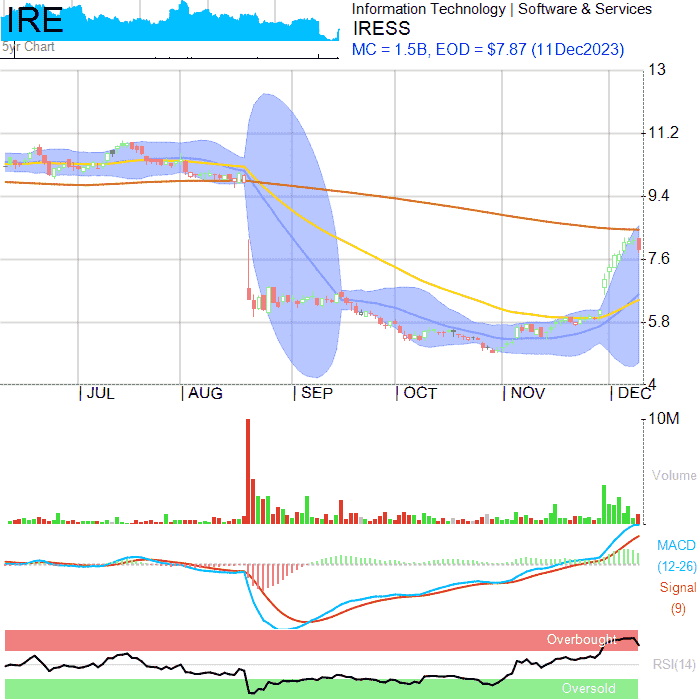 IRE
5yr Chart
Information Technology | Software & Services
IRESS
MC = 1.5B, EOD = $7.87 (11Dec2023)
13
11.2
9.4
7.6
5.8
4
JUL AUG SEP OCT NOV DEC
10M
Volume
MACD
(12-26)
Signal
(9)
Overbought
RSI(14)
Oversold